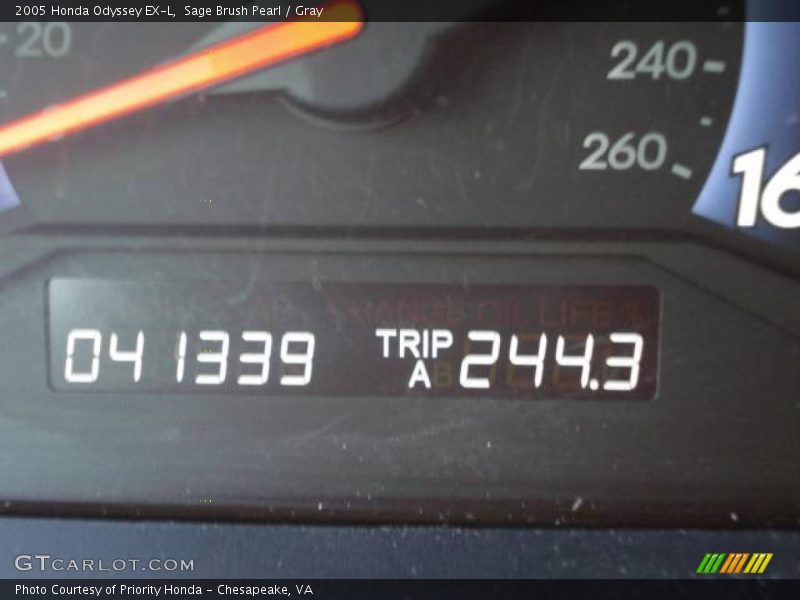 2005 Honda Odyssey EX-L, Sage Brush Pearl / Gray
20
240
260
16
CHANGE OIL LIFE %
041339 TRIP A 244.3
GTCARLOT.COM
Photo Courtesy of Priority Honda - Chesapeake, VA